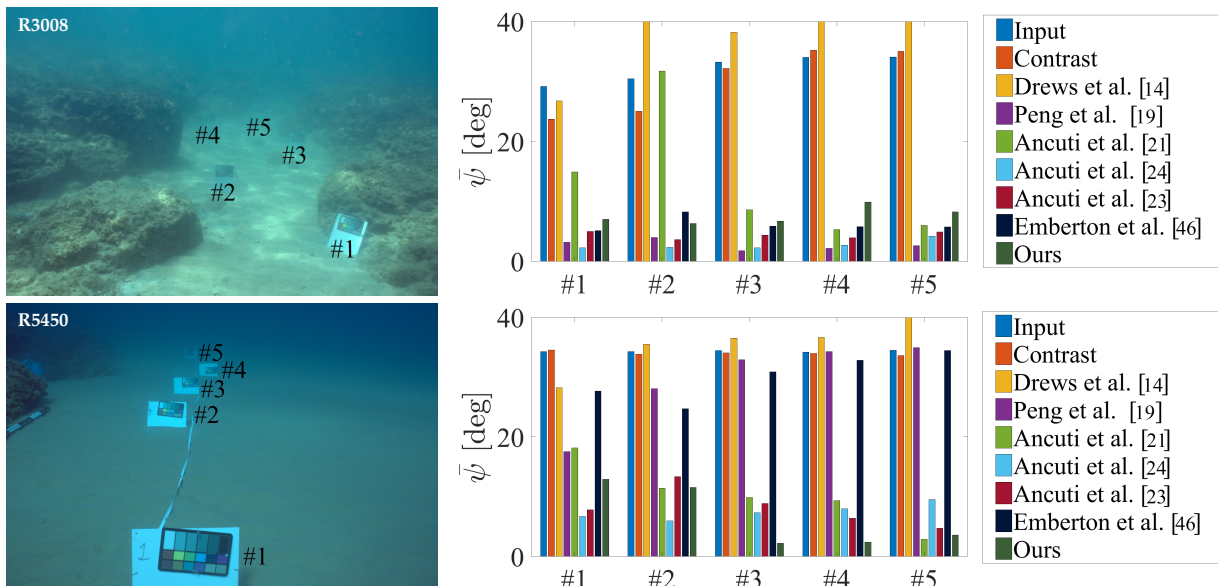 R3008
#4
#5
#3
#2
#1
40
20
0
ψ̄ [deg]
#1 #2 #3 #4 #5
Input
Contrast
Drews et al. [14]
Peng et al. [19]
Ancuti et al. [21]
Ancuti et al. [24]
Ancuti et al. [23]
Emberton et al. [46]
Ours
R5450
#5
#4
#3
#2
#1
1
40
20
0
ψ̄ [deg]
#1 #2 #3 #4 #5
Input
Contrast
Drews et al. [14]
Peng et al. [19]
Ancuti et al. [21]
Ancuti et al. [24]
Ancuti et al. [23]
Emberton et al. [46]
Ours